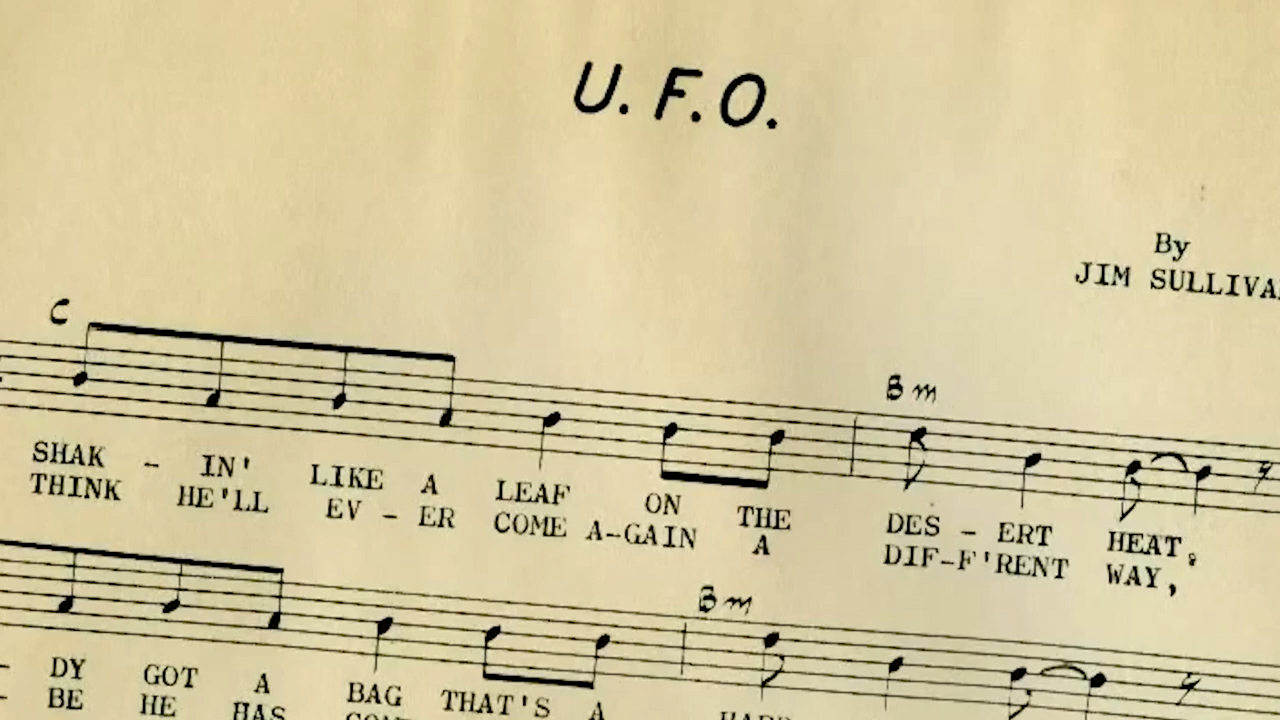 U.F.O.
By
JIM SULLIVA
C
Bm
SHAK - IN' LIKE A LEAF ON THE DES - ERT HEAT,
THINK HE'LL EV - ER COME A-GAIN A DIF-F'RENT WAY,
Bm
- DY GOT A BAG THAT'S A
- BE HE HAS